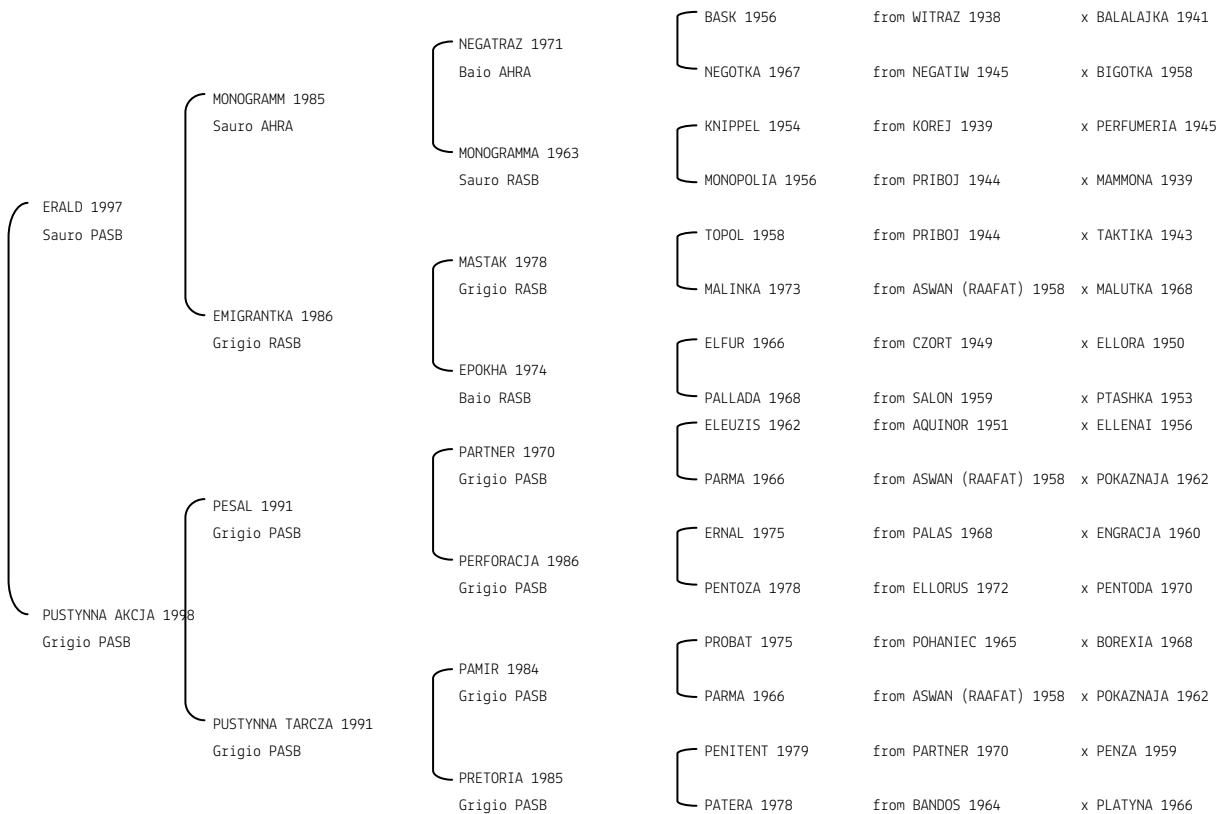 BASK 1956 from WITRAZ 1938 x BALALAJKA 1941
NEGATRAZ 1971
Baio AHRA
NEGOTKA 1967 from NEGATIW 1945 x BIGOTKA 1958
MONOGRAMM 1985
Sauro AHRA
KNIPPEL 1954 from KOREJ 1939 x PERFUMERIA 1945
MONOGRAMMA 1963
Sauro RASB
MONOPOLIA 1956 from PRIBOJ 1944 x MAMMONA 1939
ERALD 1997
Sauro PASB
TOPOL 1958 from PRIBOJ 1944 x TAKTIKA 1943
MASTAK 1978
Grigio RASB
MALINKA 1973 from ASWAN (RAAFAT) 1958 x MALUTKA 1968
EMIGRANTKA 1986
Grigio RASB
ELFUR 1966 from CZORT 1949 x ELLORA 1950
EPOKHA 1974
Baio RASB
PALLADA 1968 from SALON 1959 x PTASHKA 1953
ELEUZIS 1962 from AQUINOR 1951 x ELLENAI 1956
PARTNER 1970
Grigio PASB
PARMA 1966 from ASWAN (RAAFAT) 1958 x POKAZNAJA 1962
PESAL 1991
Grigio PASB
ERNAL 1975 from PALAS 1968 x ENGRACJA 1960
PERFORACJA 1986
Grigio PASB
PENTOZA 1978 from ELLORUS 1972 x PENTODA 1970
PUSTYNNA AKCJA 1998
Grigio PASB
PROBAT 1975 from POHANIEC 1965 x BOREXIA 1968
PAMIR 1984
Grigio PASB
PARMA 1966 from ASWAN (RAAFAT) 1958 x POKAZNAJA 1962
PUSTYNNA TARCZA 1991
Grigio PASB
PENITENT 1979 from PARTNER 1970 x PENZA 1959
PRETORIA 1985
Grigio PASB
PATERA 1978 from BANDOS 1964 x PLATYNA 1966